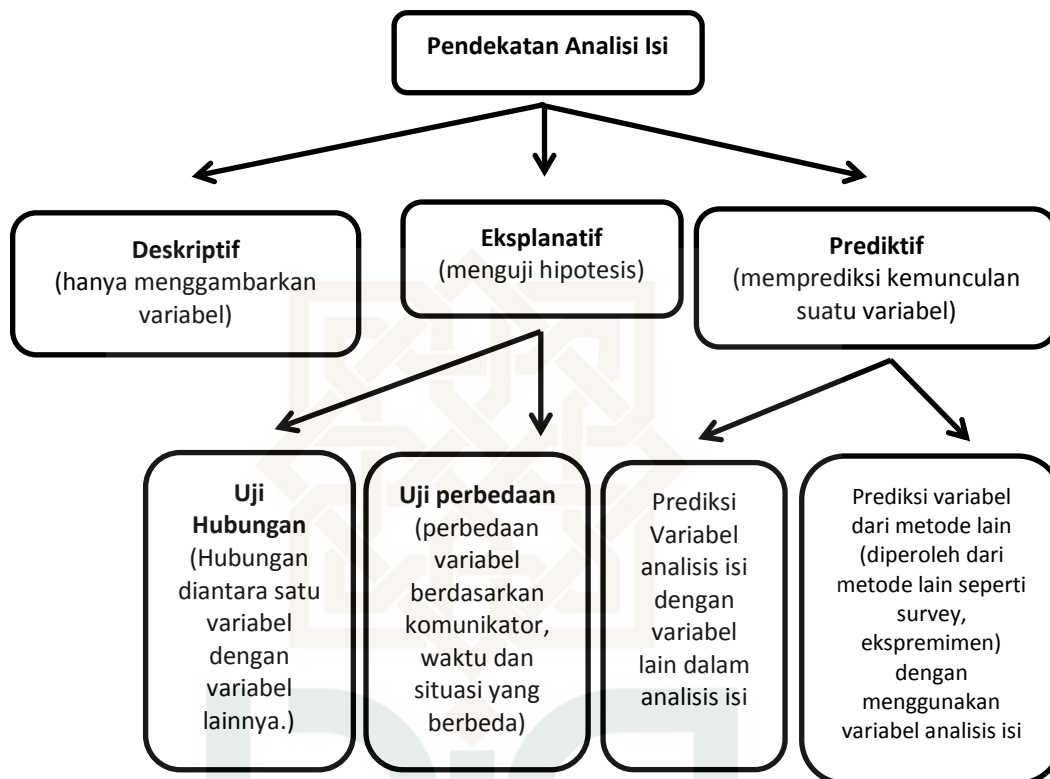 Pendekatan Analisi Isi
Deskriptif
(hanya menggambarkan
variabel)
Eksplanatif
(menguji hipotesis)
Prediktif
(memprediksi kemunculan
suatu variabel)
Uji
Hubungan
(Hubungan
diantara satu
variabel
dengan
variabel
lainnya.)
Uji perbedaan
(perbedaan
variabel
berdasarkan
komunikator,
waktu dan
situasi yang
berbeda)
Prediksi
Variabel
analisis isi
dengan
variabel
lain dalam
analisis isi
Prediksi variabel
dari metode lain
(diperoleh dari
metode lain seperti
survey,
ekspremimen)
dengan
menggunakan
variabel analisis isi